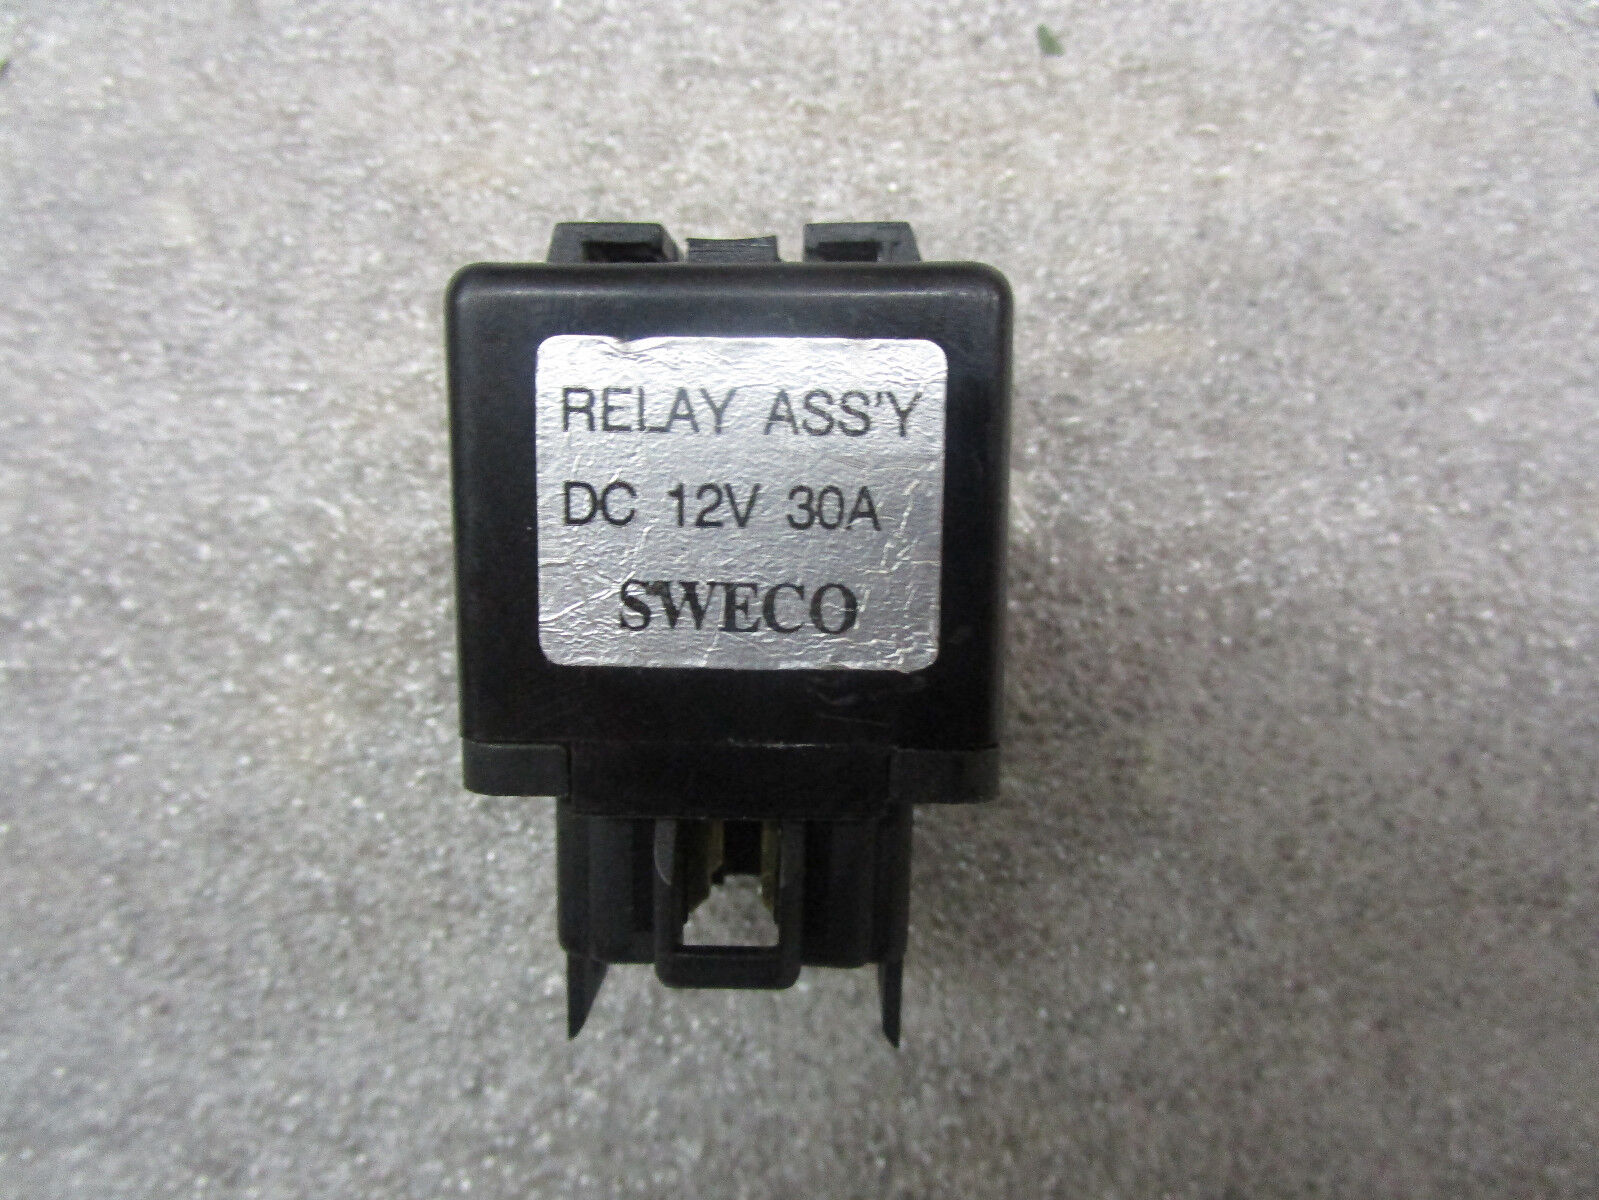 RELAY ASS'Y
DC 12V 30A
SWECO